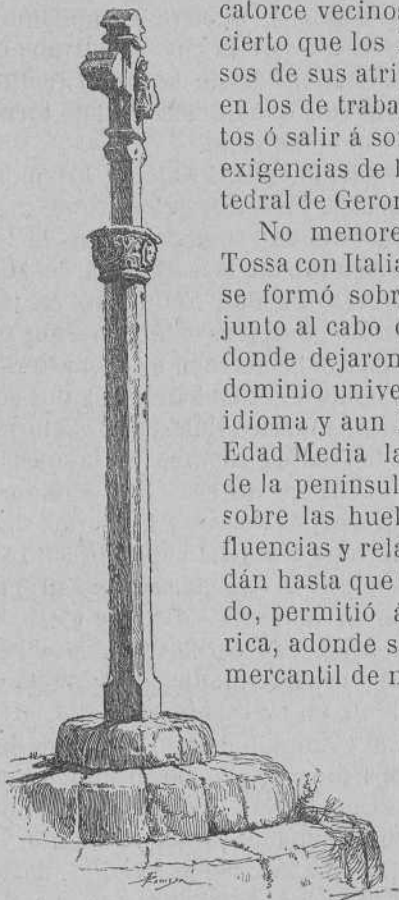 catorce vecinos
cierto que los
sos de sus atri
en los de traba
tos ó salir á so
exigencias de l
tedral de Geron
No menore
Tossa con Italia
se formó sobr
junto al cabo
donde dejaron
dominio unive
idioma y aun
Edad Media la
de la peninsul
sobre las huel
fluencias y rela
dán hasta que
do, permitió á
rica, adonde s
mercantil de